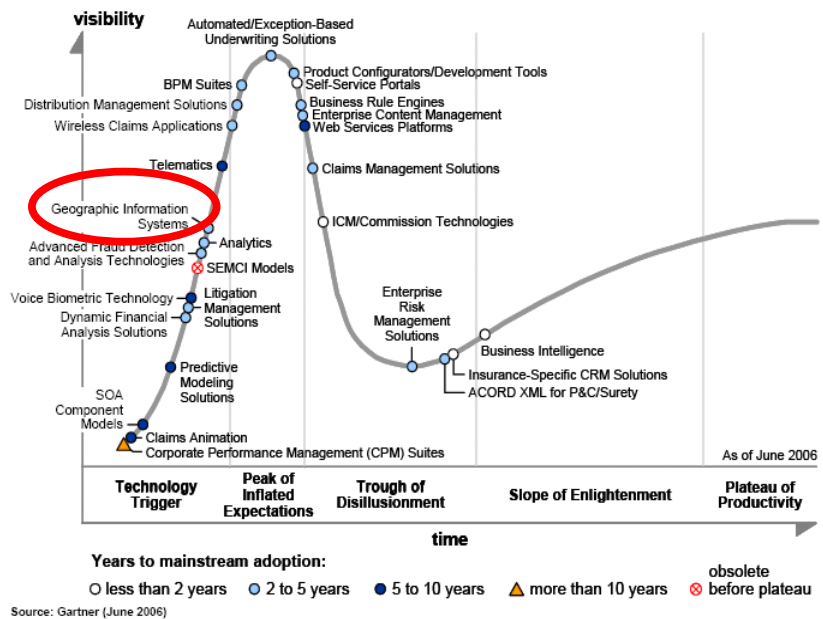 visibility
Automated/Exception-Based
Underwriting Solutions
Product Configurators/Development Tools
BPM Suites
Self-Service Portals
Distribution Management Solutions
Business Rule Engines
Enterprise Content Management
Wireless Claims Applications
Web Services Platforms
Telematics
Claims Management Solutions
Geographic Information
Systems
ICM/Commission Technologies
Advanced Fraud Detection
and Analysis Technologies
Analytics
SEMCI Models
Voice Biometric Technology
Litigation
Management
Solutions
Dynamic Financial
Analysis Solutions
Enterprise
Risk
Management
Solutions
Business Intelligence
Predictive
Modeling
Solutions
Insurance-Specific CRM Solutions
ACORD XML for P&C/Surety
SOA
Component
Models
Claims Animation
Corporate Performance Management (CPM) Suites
As of June 2006
Technology
Trigger
Peak of
Inflated
Expectations
Trough of
Disillusionment
Slope of Enlightenment
Plateau of
Productivity
time
Years to mainstream adoption:
less than 2 years
2 to 5 years
5 to 10 years
more than 10 years
obsolete
before plateau
Source: Gartner (June 2006)